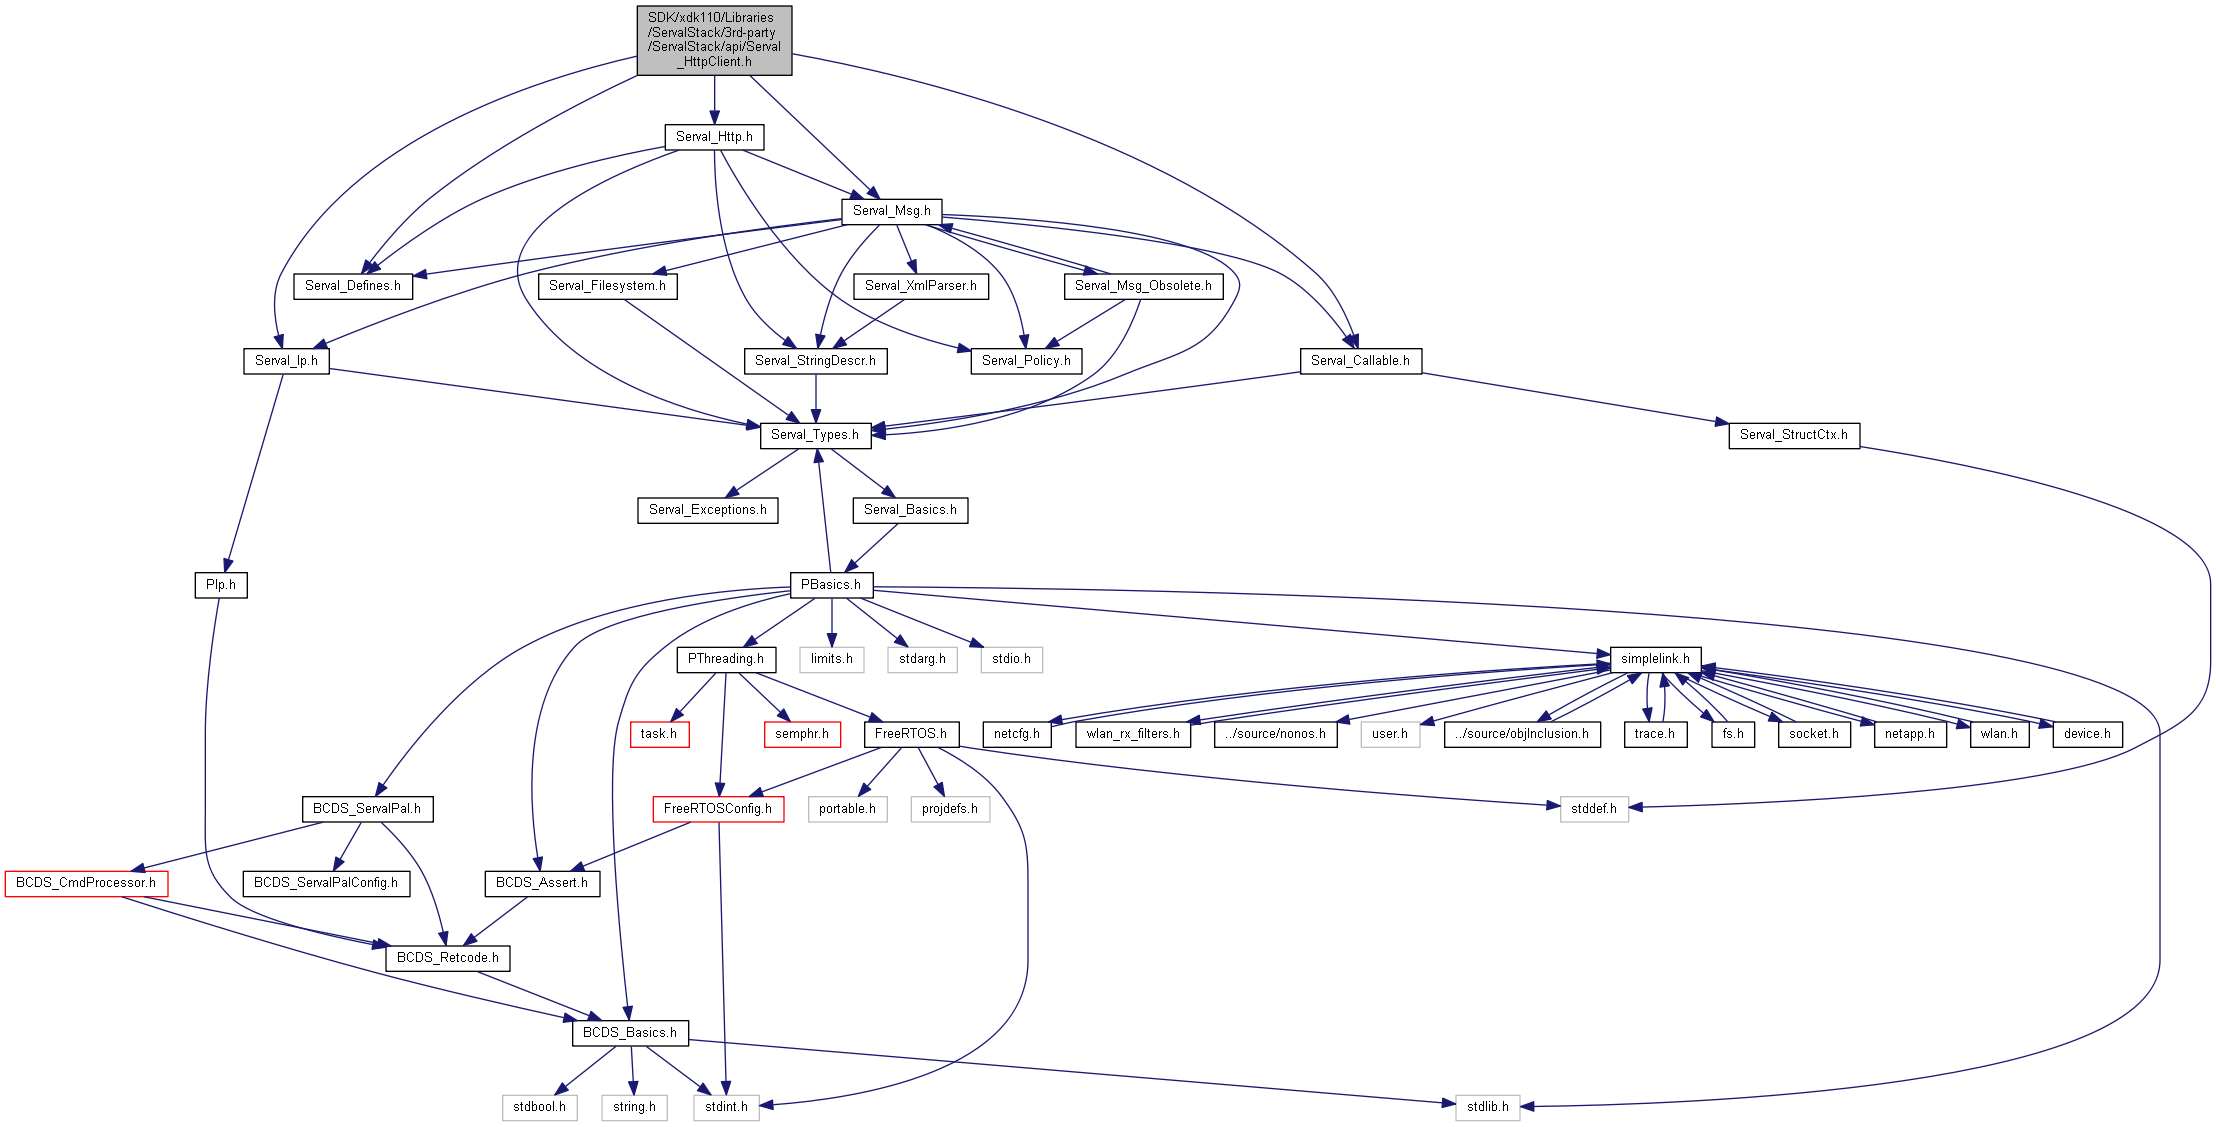 SDK/xdk110/Libraries
/ServalStack/3rd-party
/ServalStack/api/Serval
_HttpClient.h
Serval_Http.h
Serval_Msg.h
Serval_Defines.h
Serval_Filesystem.h
Serval_XmlParser.h
Serval_Msg_Obsolete.h
Serval_Ip.h
Serval_StringDescr.h
Serval_Policy.h
Serval_Callable.h
Serval_Types.h
Serval_StructCtx.h
Serval_Exceptions.h
Serval_Basics.h
PIp.h
PBasics.h
PThreading.h
limits.h
stdarg.h
stdio.h
simplelink.h
task.h
semphr.h
FreeRTOS.h
netcfg.h
wlan_rx_filters.h
../source/nonos.h
user.h
../source/objInclusion.h
trace.h
fs.h
socket.h
netapp.h
wlan.h
device.h
BCDS_ServalPal.h
FreeRTOSConfig.h
portable.h
projdefs.h
stddef.h
BCDS_CmdProcessor.h
BCDS_ServalPalConfig.h
BCDS_Assert.h
BCDS_Retcode.h
BCDS_Basics.h
stdbool.h
string.h
stdint.h
stdlib.h